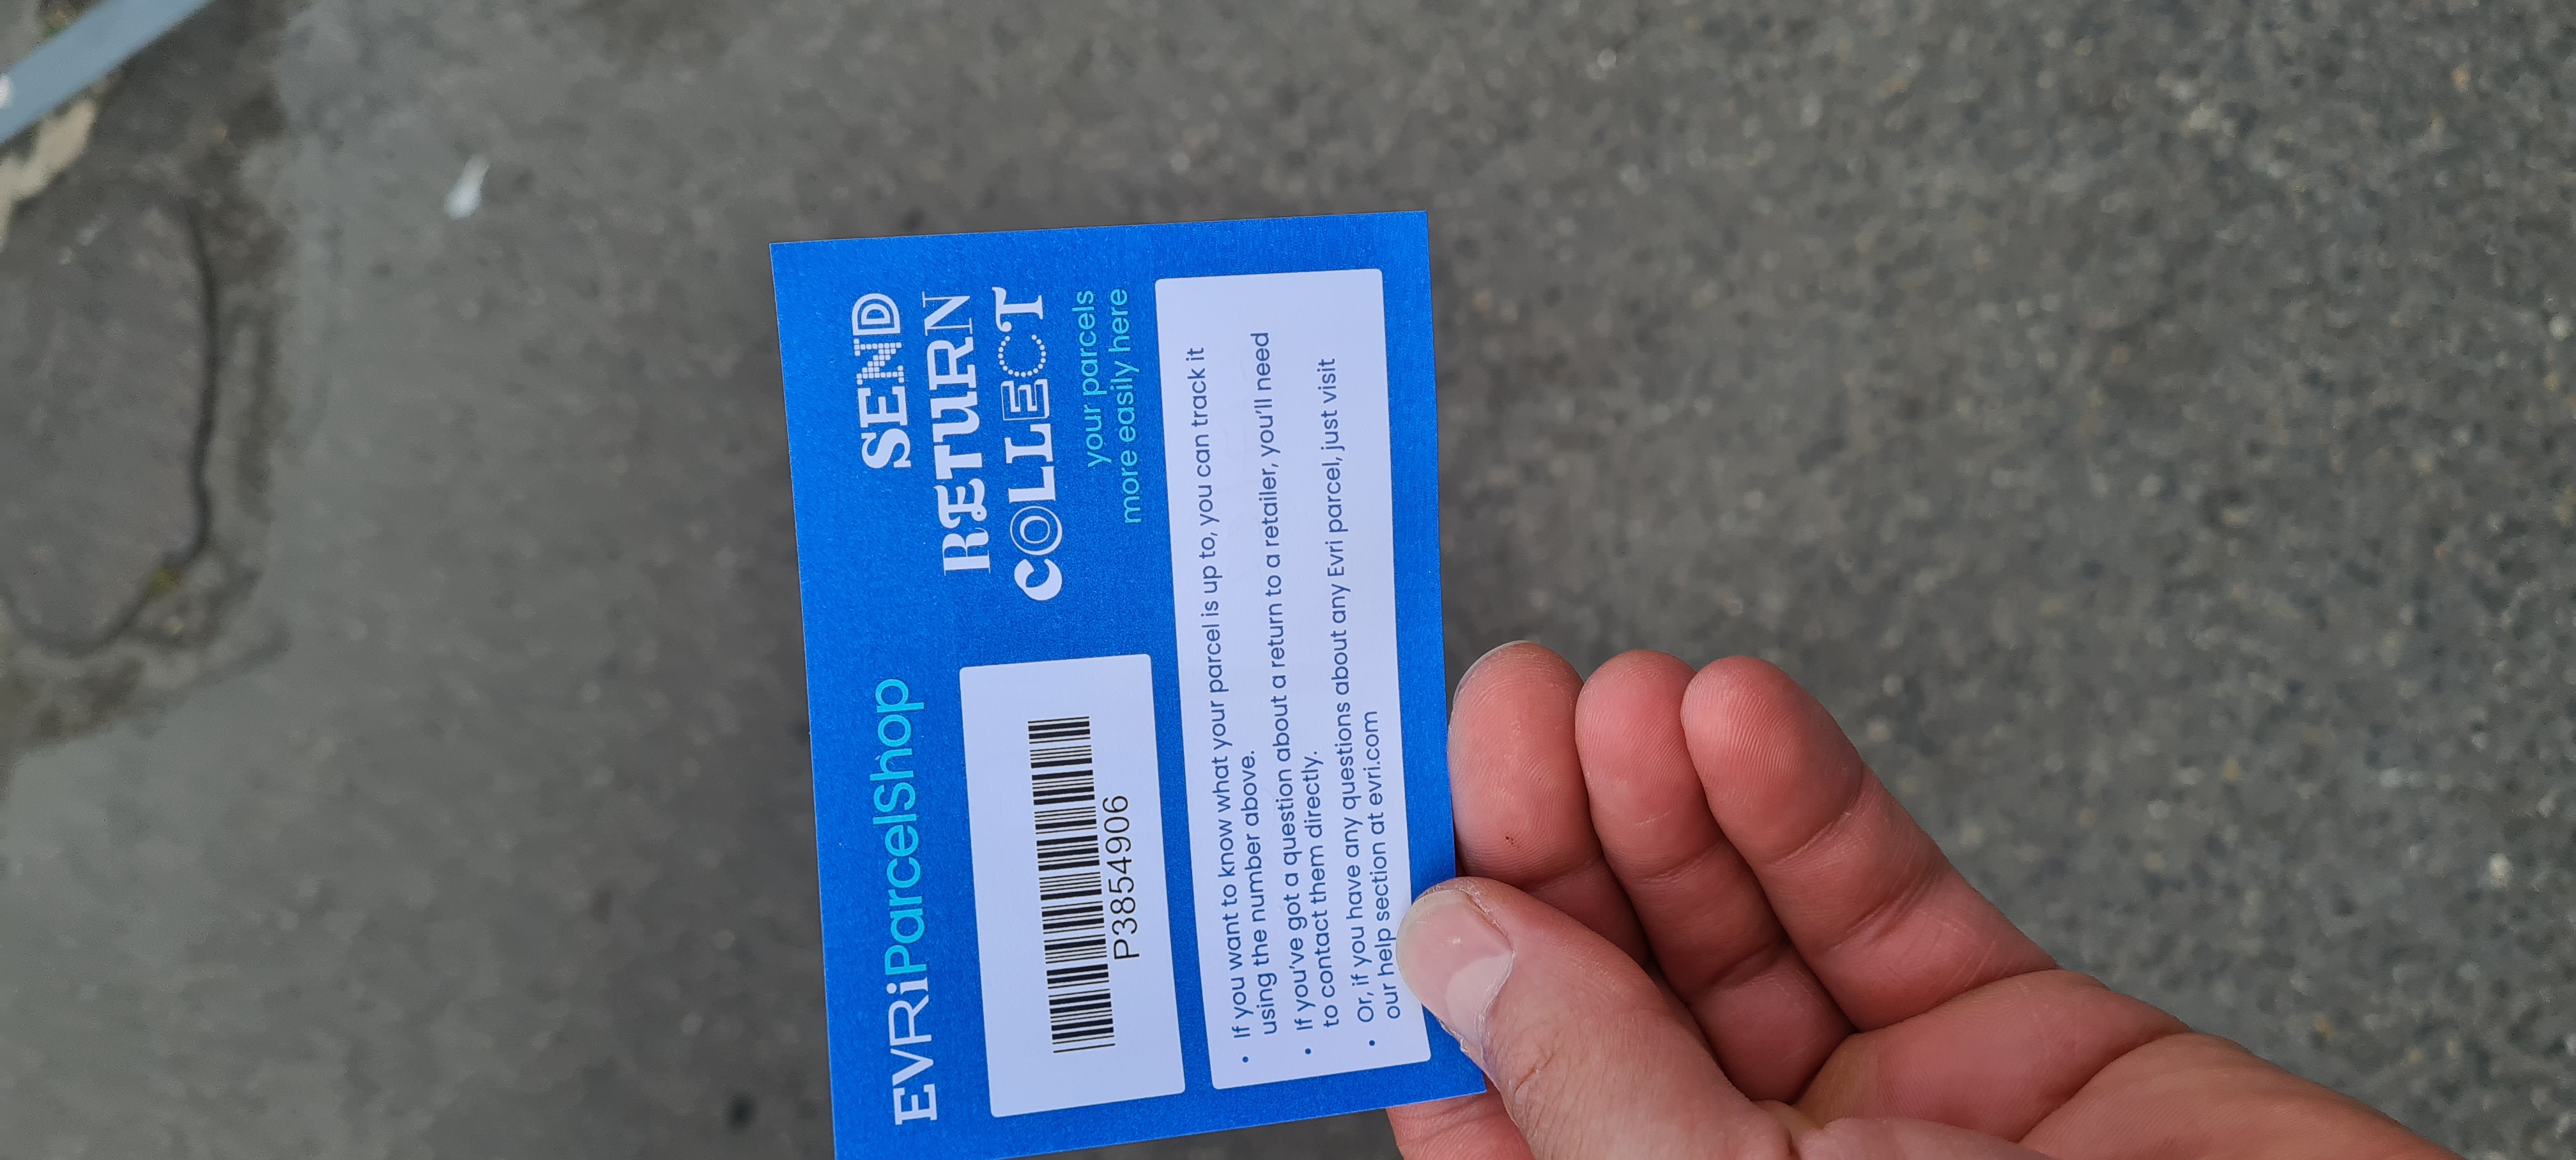 EVRi ParcelShop
SEND
RETURN
COLLECT
your parcels
more easily here
P3854906
• If you want to know what your parcel is up to, you can track it
using the number above.
• If you've got a question about a return to a retailer, you'll need
to contact them directly.
• Or, if you have any questions about any Evri parcel, just visit
our help section at evri.com